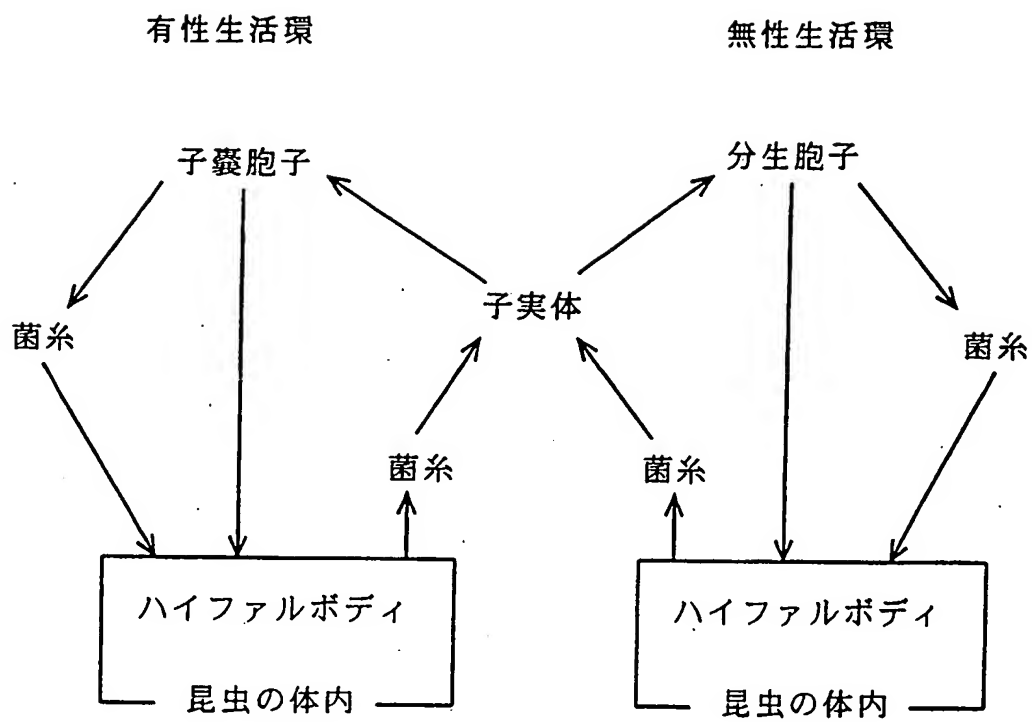 有性生活環
無性生活環
子嚢胞子
分生胞子
子実体
菌糸
菌糸
菌糸
菌糸
ハイファルボディ
ハイファルボディ
昆虫の体内
昆虫の体内